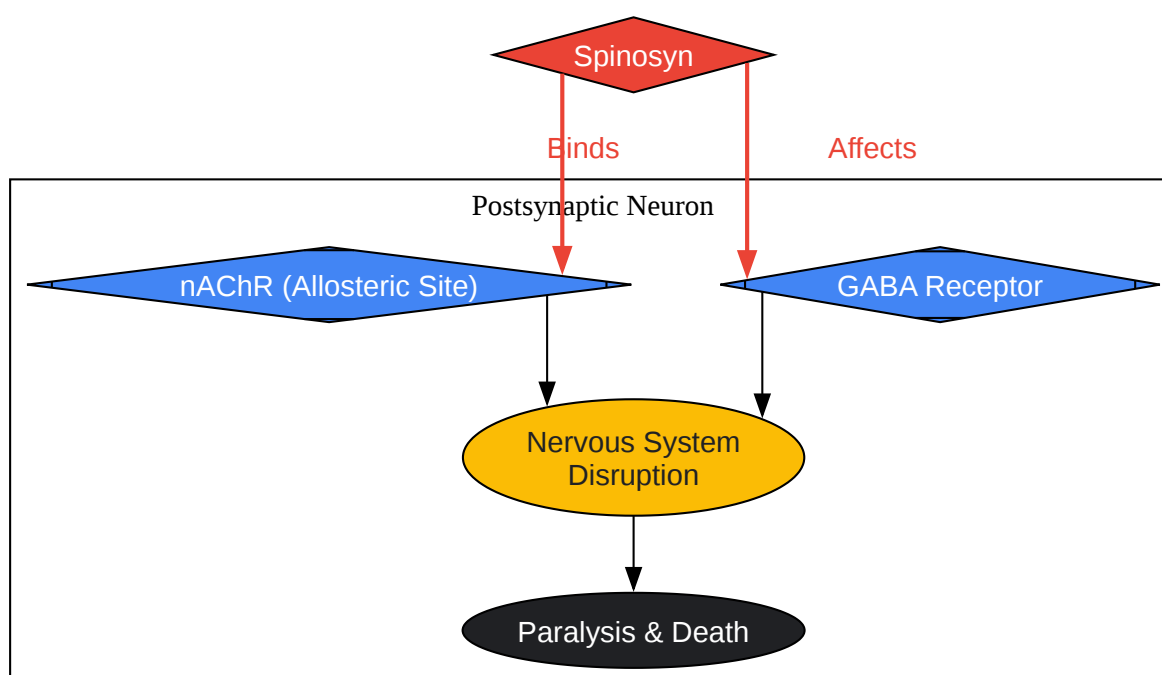 Spinosyn
Binds
Affects
Postsynaptic Neuron
nAChR (Allosteric Site)
GABA Receptor
Nervous System
Disruption
Paralysis & Death